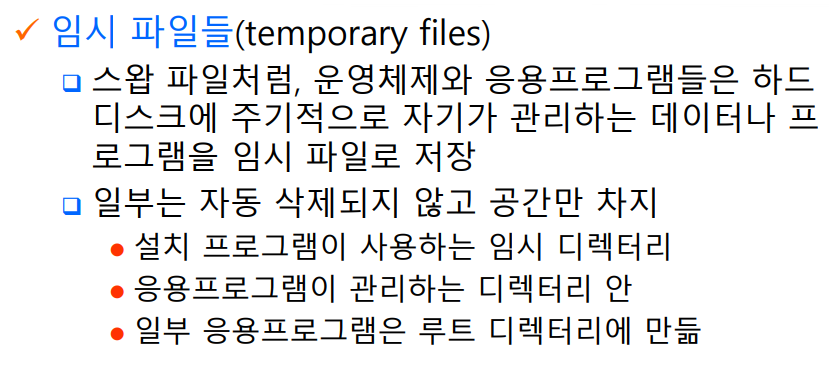 임시 파일들(temporary files)
스왑 파일처럼, 운영체제와 응용프로그램들은 하드
디스크에 주기적으로 자기가 관리하는 데이터나 프
로그램을 임시 파일로 저장
일부는 자동 삭제되지 않고 공간만 차지
설치 프로그램이 사용하는 임시 디렉터리
응용프로그램이 관리하는 디렉터리 안
일부 응용프로그램은 루트 디렉터리에 만듦